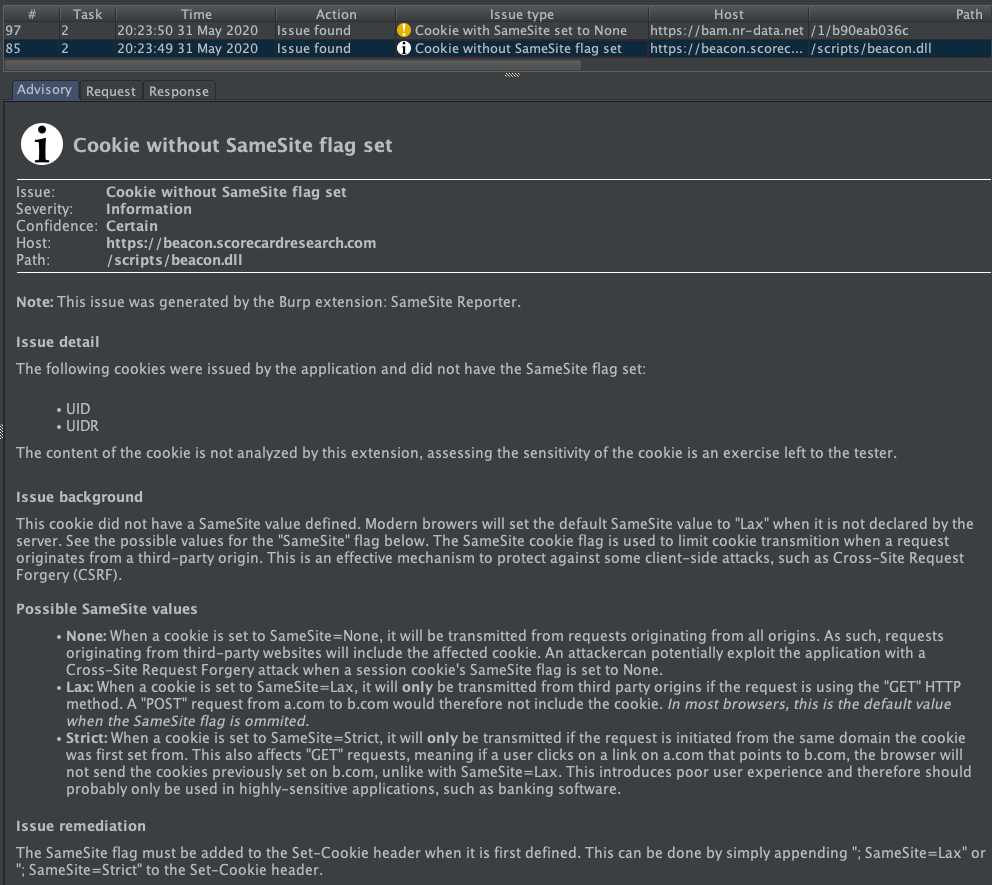 # Task Time Action Issue type Host Path
97 2 20:23:50 31 May 2020 Issue found Cookie with SameSite set to None https://bam.nr-data.net /1/b90eab036c
85 2 20:23:49 31 May 2020 Issue found Cookie without SameSite flag set https://beacon.scorec... /scripts/beacon.dll
Advisory Request Response
Cookie without SameSite flag set
Issue: Cookie without SameSite flag set
Severity: Information
Confidence: Certain
Host: https://beacon.scorecardresearch.com
Path: /scripts/beacon.dll
Note: This issue was generated by the Burp extension: SameSite Reporter.
Issue detail
The following cookies were issued by the application and did not have the SameSite flag set:
• UID
• UIDR
The content of the cookie is not analyzed by this extension, assessing the sensitivity of the cookie is an exercise left to the tester.
Issue background
This cookie did not have a SameSite value defined. Modern browers will set the default SameSite value to "Lax" when it is not declared by the
server. See the possible values for the "SameSite" flag below. The SameSite cookie flag is used to limit cookie transmition when a request
originates from a third-party origin. This is an effective mechanism to protect against some client-side attacks, such as Cross-Site Request
Forgery (CSRF).
Possible SameSite values
• None: When a cookie is set to SameSite=None, it will be transmitted from requests originating from all origins. As such, requests
originating from third-party websites will include the affected cookie. An attackercan potentially exploit the application with a
Cross-Site Request Forgery attack when a session cookie's SameSite flag is set to None.
• Lax: When a cookie is set to SameSite=Lax, it will only be transmitted from third party origins if the request is using the "GET" HTTP
method. A "POST" request from a.com to b.com would therefore not include the cookie. In most browsers, this is the default value
when the SameSite flag is ommited.
• Strict: When a cookie is set to SameSite=Strict, it will only be transmitted if the request is initiated from the same domain the cookie
was first set from. This also affects "GET" requests, meaning if a user clicks on a link on a.com that points to b.com, the browser will
not send the cookies previously set on b.com, unlike with SameSite=Lax. This introduces poor user experience and therefore should
probably only be used in highly-sensitive applications, such as banking software.
Issue remediation
The SameSite flag must be added to the Set-Cookie header when it is first defined. This can be done by simply appending "; SameSite=Lax" or
"; SameSite=Strict" to the Set-Cookie header.